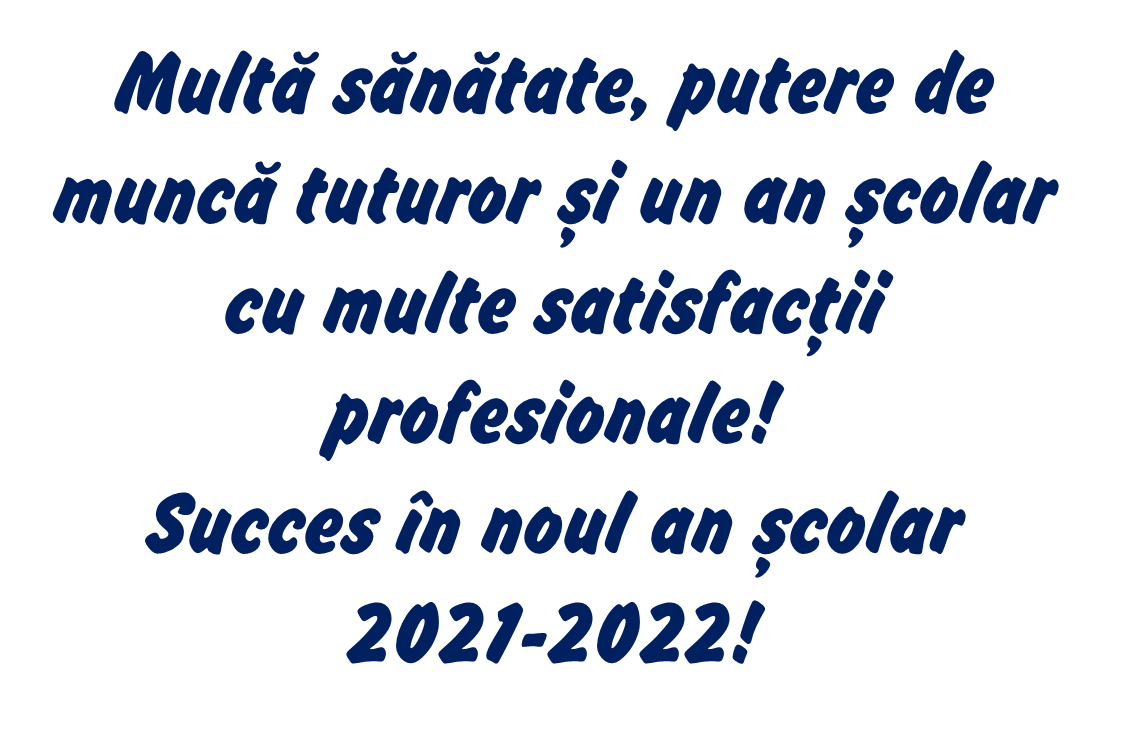 Multă sănătate, putere de
muncă tuturor și un an școlar
cu multe satisfacții
profesionale!
Succes în noul an școlar
2021-2022!